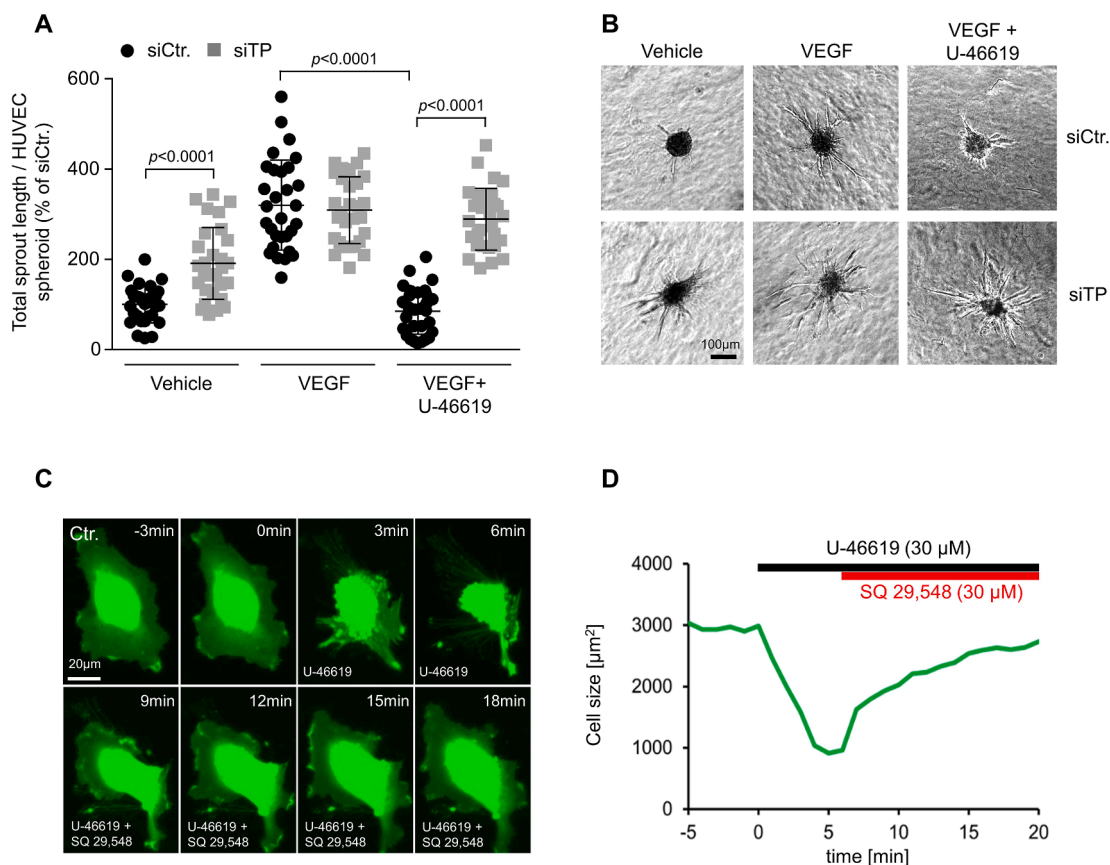 A
siCtr. siTP
Total sprout length / HUVEC
spheroid (% of siCtr.)
600
400
200
0
p<0.0001
p<0.0001
p<0.0001
Vehicle
VEGF
VEGF+
U-46619
B
Vehicle
VEGF
VEGF +
U-46619
siCtr.
siTP
100µm
C
Ctr.
-3min
0min
3min
6min
20µm
U-46619
U-46619
9min
12min
15min
18min
U-46619 +
SQ 29,548
U-46619 +
SQ 29,548
U-46619 +
SQ 29,548
U-46619 +
SQ 29,548
D
U-46619 (30 µM)
SQ 29,548 (30 µM)
Cell size [µm²]
4000
3000
2000
1000
0
-5 0 5 10 15 20
time [min]